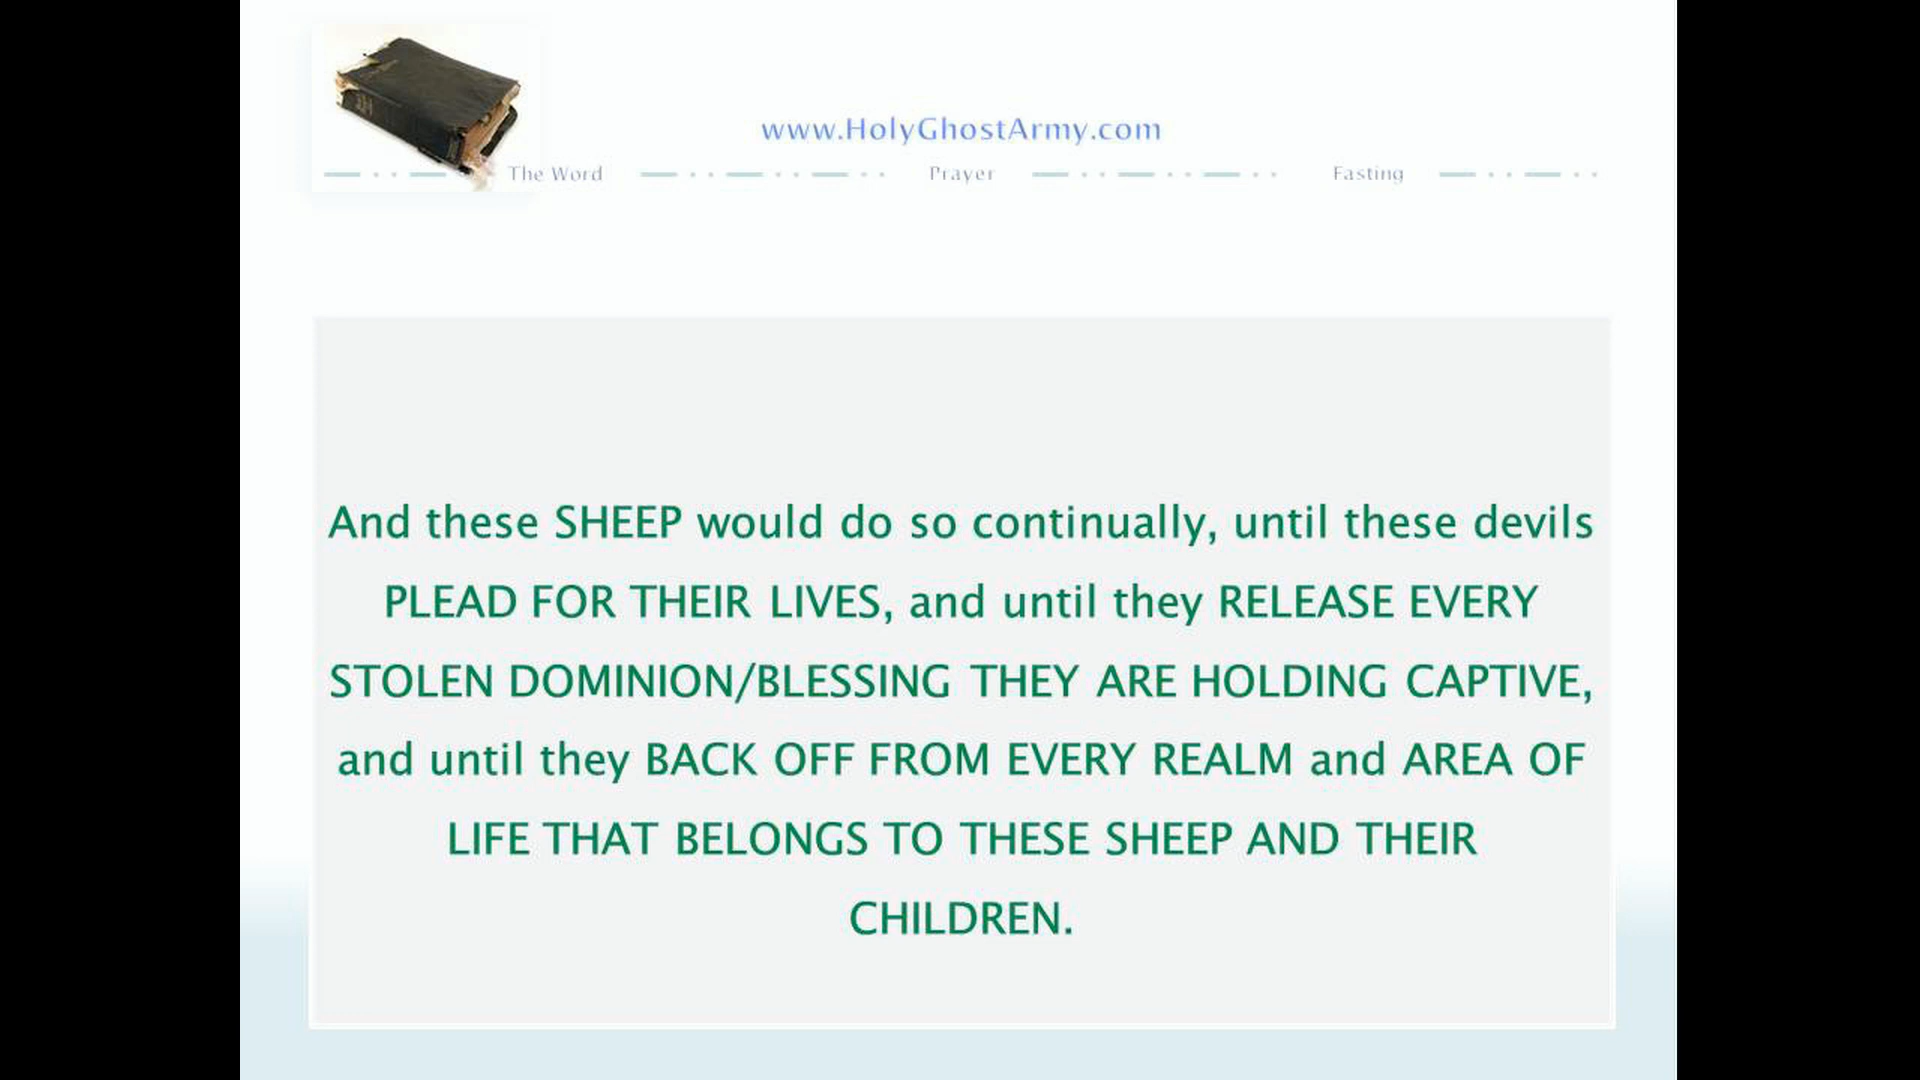 www.HolyGhostArmy.com
The Word Prayer Fasting
And these SHEEP would do so continually, until these devils
PLEAD FOR THEIR LIVES, and until they RELEASE EVERY
STOLEN DOMINION/BLESSING THEY ARE HOLDING CAPTIVE,
and until they BACK OFF FROM EVERY REALM and AREA OF
LIFE THAT BELONGS TO THESE SHEEP AND THEIR
CHILDREN.